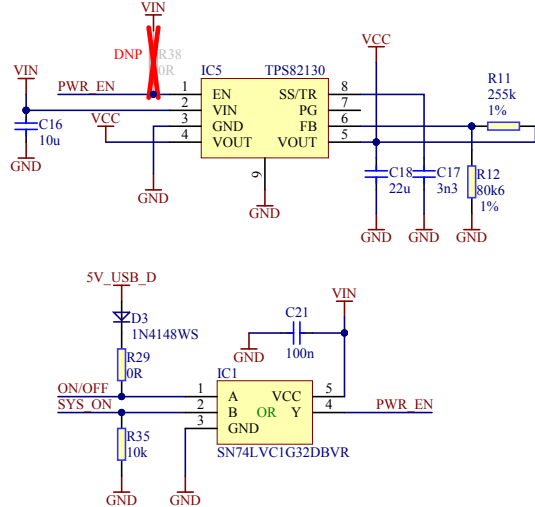 VIN
DNP
R38
0R
VIN
PWR_EN
IC5
TPS82130
VCC
1
EN
SS/TR
8
2
VIN
PG
7
3
GND
FB
6
4
VOUT
VOUT
5
9
C16
10u
VCC
GND
GND
GND
R11
255k
1%
C18
22u
C17
3n3
R12
80k6
1%
GND
GND
GND
5V_USB_D
D3
1N4148WS
R29
0R
ON/OFF
SYS_ON
R35
10k
GND
GND
C21
100n
GND
VIN
IC1
1
A
VCC
5
2
B
OR
Y
4
3
GND
SN74LVC1G32DBVR
PWR_EN